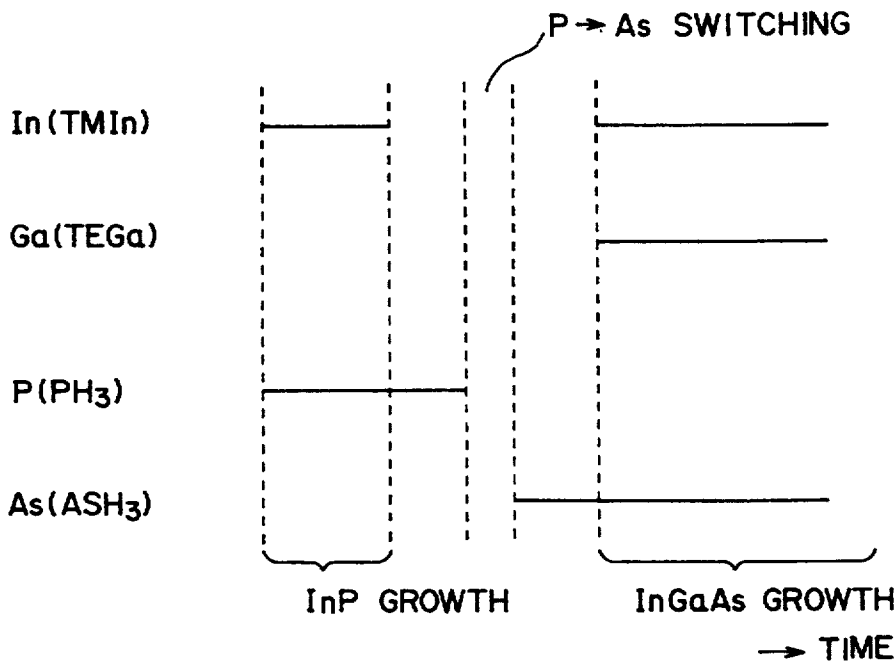 P → As SWITCHING
In(TMIn)
Ga(TEGa)
P(PH₃)
As(ASH₃)
InP GROWTH
InGaAs GROWTH
→ TIME